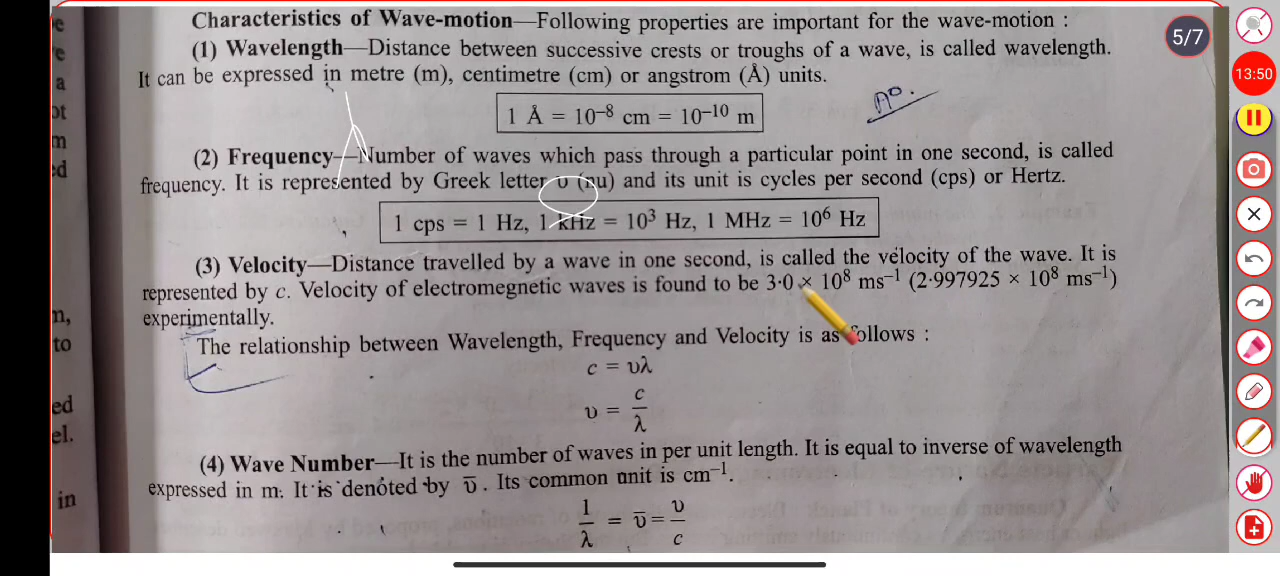 Characteristics of Wave-motion—Following properties are important for the wave-motion :
(1) Wavelength—Distance between successive crests or troughs of a wave, is called wavelength.
It can be expressed in metre (m), centimetre (cm) or angstrom (Å) units.
A°.
1 Å = 10⁻⁸ cm = 10⁻¹⁰ m
(2) Frequency—Number of waves which pass through a particular point in one second, is called
frequency. It is represented by Greek letter υ (nu) and its unit is cycles per second (cps) or Hertz.
1 cps = 1 Hz, 1 kHz = 10³ Hz, 1 MHz = 10⁶ Hz
(3) Velocity—Distance travelled by a wave in one second, is called the velocity of the wave. It is
represented by c. Velocity of electromegnetic waves is found to be 3·0 × 10⁸ ms⁻¹ (2·997925 × 10⁸ ms⁻¹)
experimentally.
The relationship between Wavelength, Frequency and Velocity is as follows :
c = υλ
υ = c/λ
(4) Wave Number—It is the number of waves in per unit length. It is equal to inverse of wavelength
expressed in m. It is denoted by ῡ. Its common unit is cm⁻¹.
1/λ = ῡ = υ/c
e
e
a
ot
m
ed
n,
to
ed
el.
in
5/7
13:50